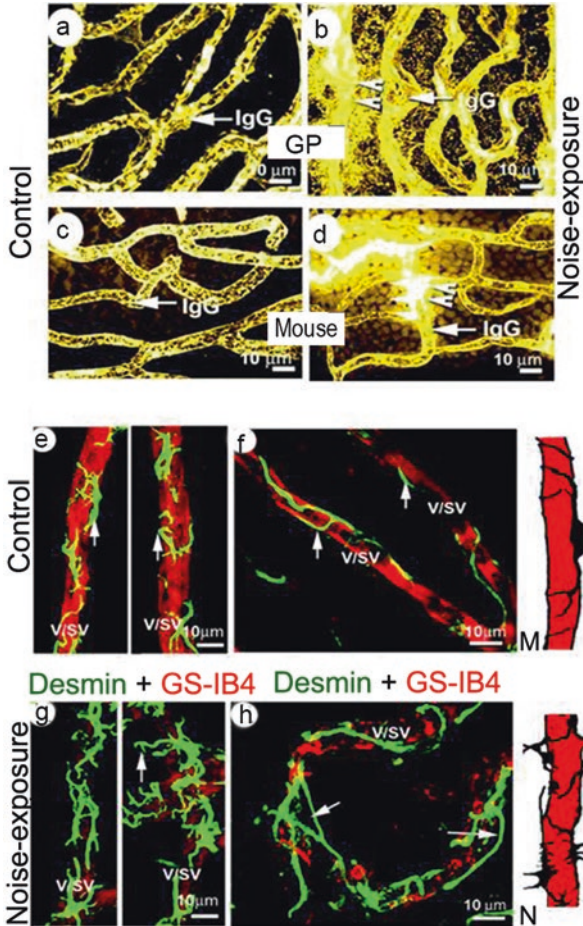 a
b
IgG
IgG
GP
10 μm
10 μm
Control
Noise-exposure
c
d
IgG
IgG
Mouse
10 μm
10 μm
Control
e
f
V/SV
V/SV
V/SV
V/SV
10μm
10μm
M
Desmin + GS-IB4
Desmin + GS-IB4
Noise-exposure
g
h
V/SV
V/SV
V/SV
10μm
10 μm
N